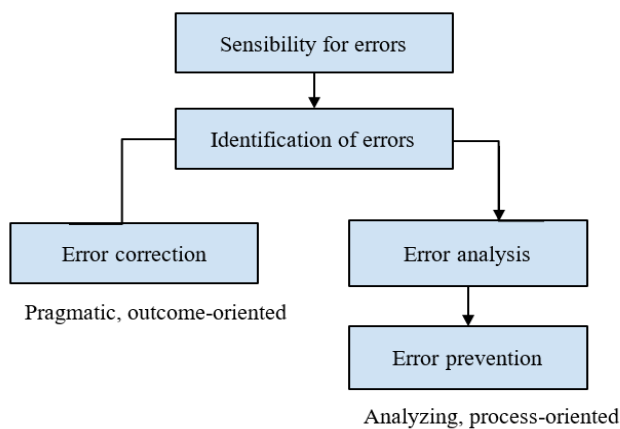 Sensibility for errors
Identification of errors
Error correction
Pragmatic, outcome-oriented
Error analysis
Error prevention
Analyzing, process-oriented